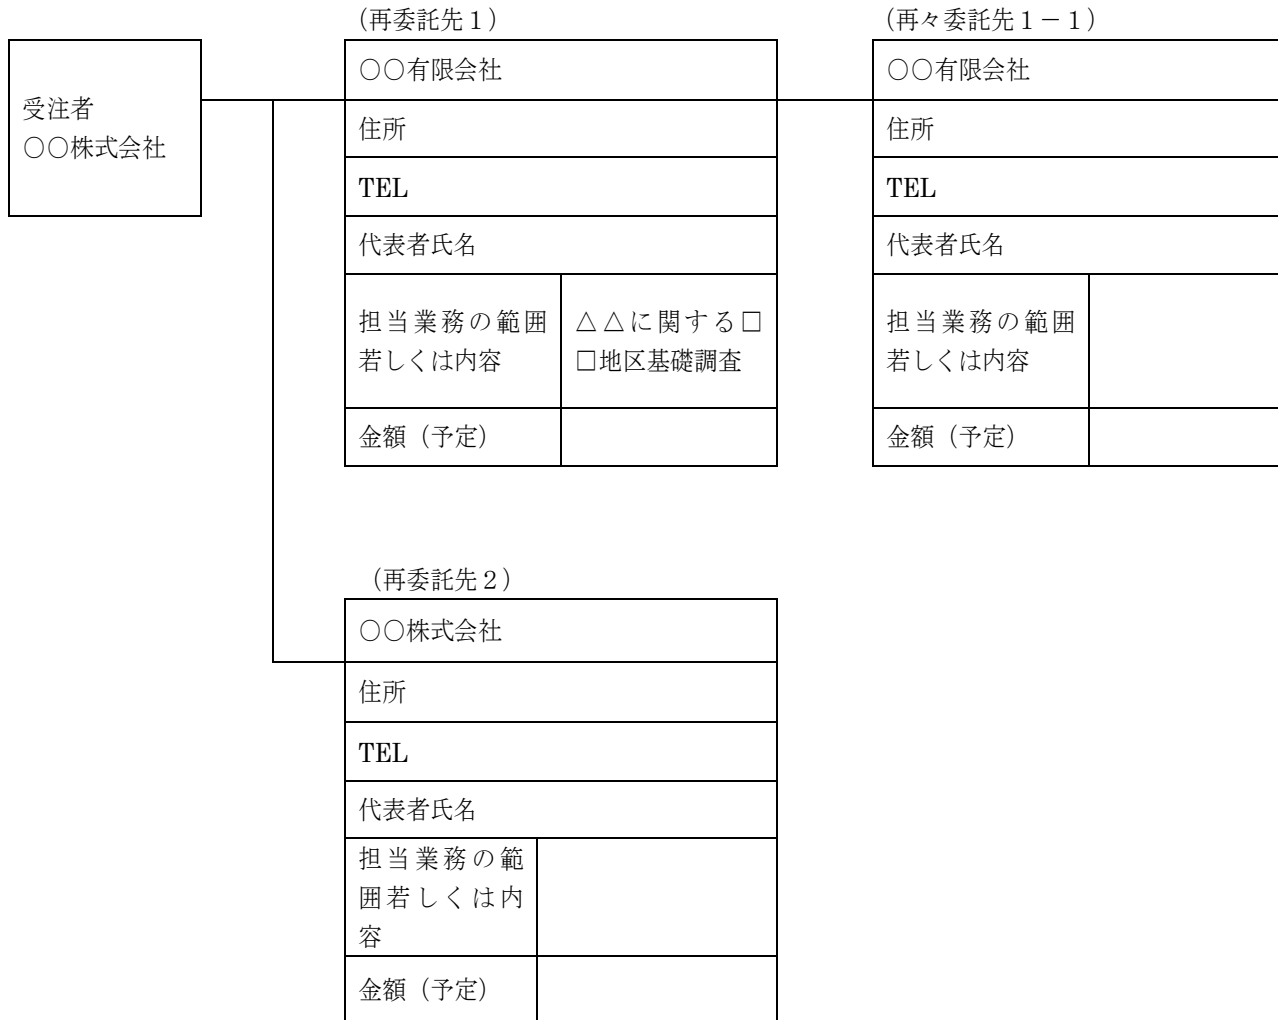 (再委託先１)
(再々委託先１－１)
受注者
○○株式会社
○○有限会社
住所
TEL
代表者氏名
担当業務の範囲
若しくは内容
△△に関する□
□地区基礎調査
金額（予定）
○○有限会社
住所
TEL
代表者氏名
担当業務の範囲
若しくは内容
金額（予定）
(再委託先２)
○○株式会社
住所
TEL
代表者氏名
担当業務の範
囲若しくは内
容
金額（予定）